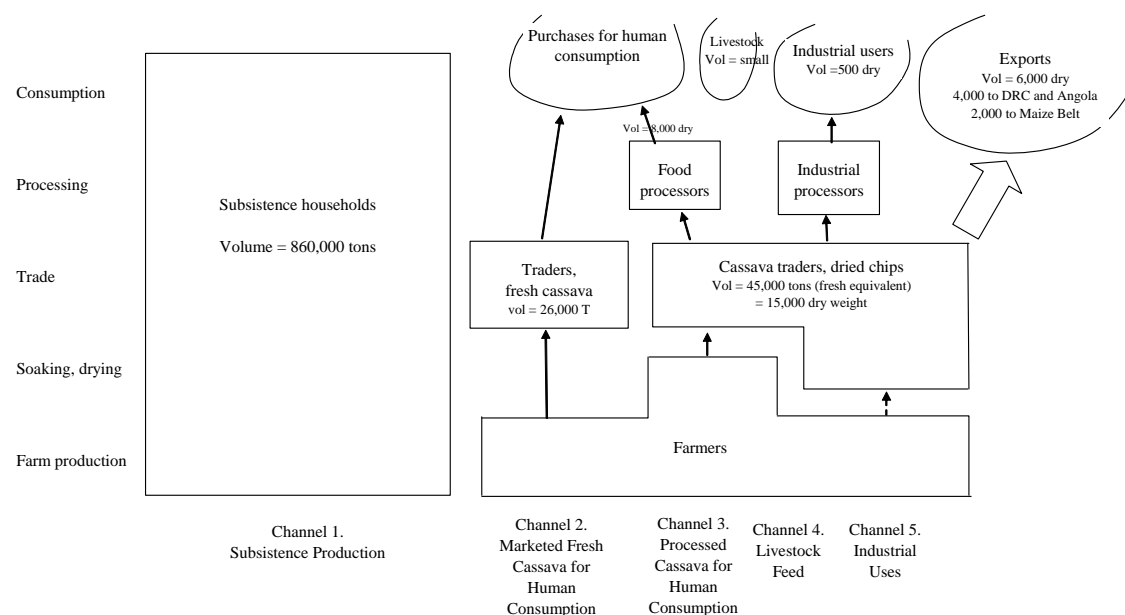 Purchases for human
consumption
Livestock
Vol = small
Industrial users
Vol =500 dry
Exports
Vol = 6,000 dry
4,000 to DRC and Angola
2,000 to Maize Belt
Consumption
Vol = 8,000 dry
Processing
Food
processors
Industrial
processors
Subsistence households
Volume = 860,000 tons
Trade
Traders,
fresh cassava
vol = 26,000 T
Cassava traders, dried chips
Vol = 45,000 tons (fresh equivalent)
= 15,000 dry weight
Soaking, drying
Farm production
Farmers
Channel 1.
Subsistence Production
Channel 2.
Marketed Fresh
Cassava for
Human
Consumption
Channel 3.
Processed
Cassava for
Human
Consumption
Channel 4.
Livestock
Feed
Channel 5.
Industrial
Uses